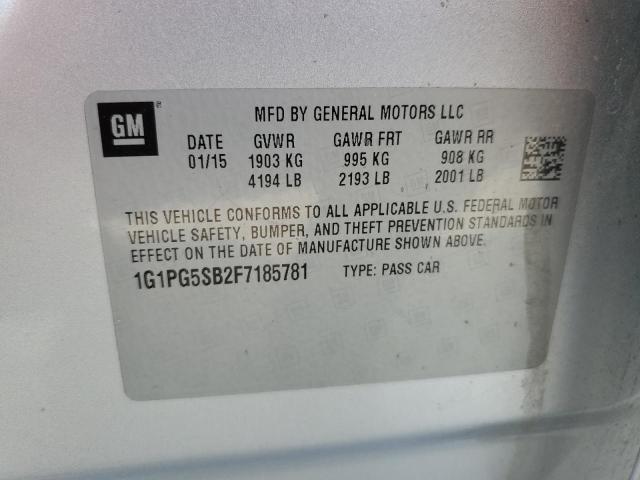 GM
®
MFD BY GENERAL MOTORS LLC
DATE GVWR GAWR FRT GAWR RR
01/15 1903 KG 995 KG 908 KG
4194 LB 2193 LB 2001 LB
THIS VEHICLE CONFORMS TO ALL APPLICABLE U.S. FEDERAL MOTOR
VEHICLE SAFETY, BUMPER, AND THEFT PREVENTION STANDARDS IN
EFFECT ON THE DATE OF MANUFACTURE SHOWN ABOVE.
1G1PG5SB2F7185781 TYPE: PASS CAR